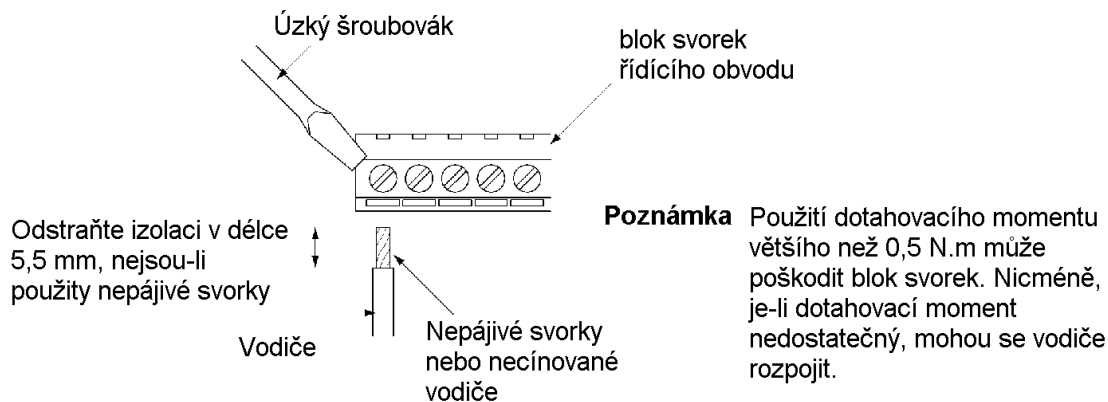 Úzký šroubovák
blok svorek
řídícího obvodu
Odstraňte izolaci v délce
5,5 mm, nejsou-li
použity nepájivé svorky
Vodiče
Nepájivé svorky
nebo necínované
vodiče
Poznámka Použití dotahovacího momentu
většího než 0,5 N.m může
poškodit blok svorek. Nicméně,
je-li dotahovací moment
nedostatečný, mohou se vodiče
rozpojit.